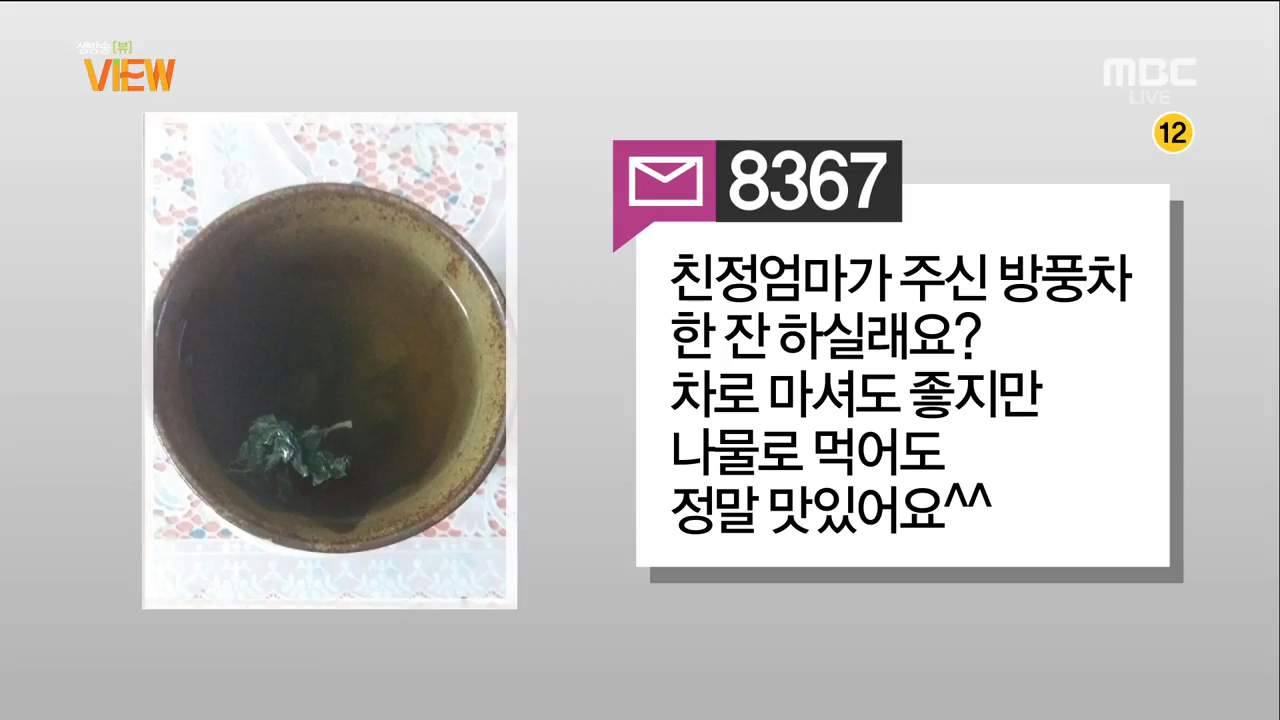 생방송[뷰]
VIEW
MBC
LIVE
12
8367
친정엄마가 주신 방풍차
한 잔 하실래요?
차로 마셔도 좋지만
나물로 먹어도
정말 맛있어요^^